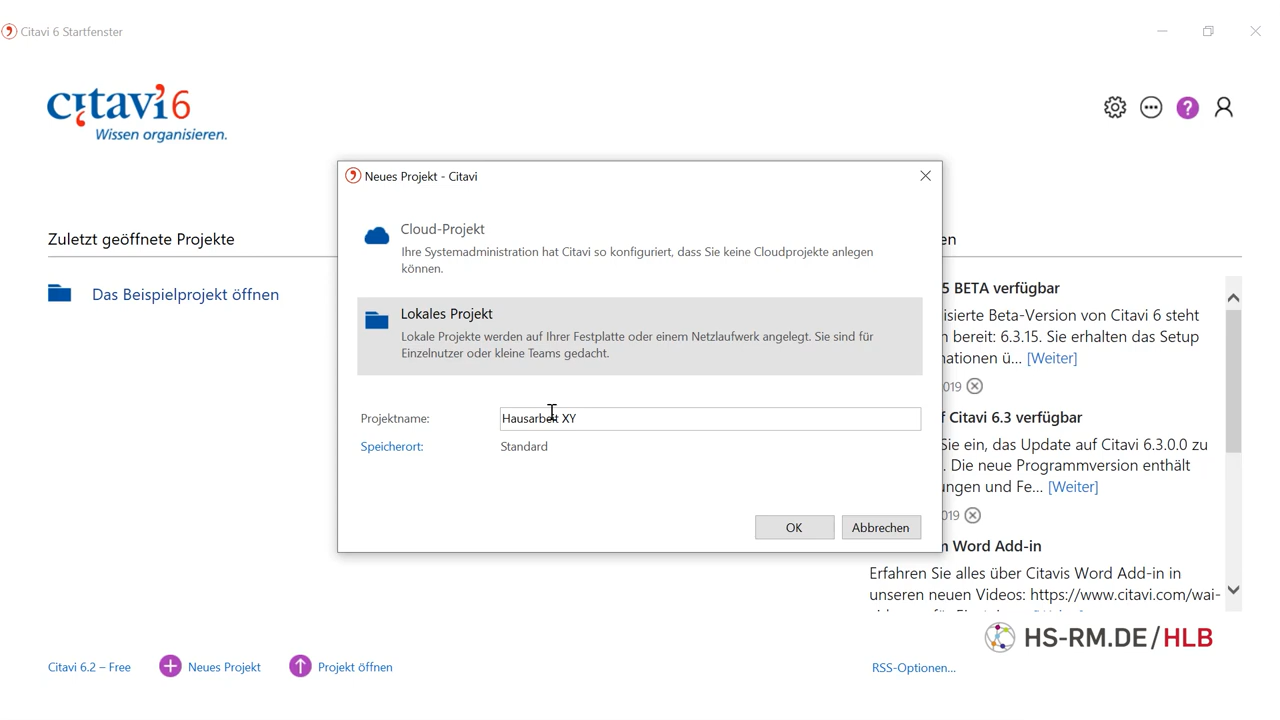 Citavi 6 Startfenster
citavi 6
Wissen organisieren.
Zuletzt geöffnete Projekte
Das Beispielprojekt öffnen
Neues Projekt - Citavi
Cloud-Projekt
Ihre Systemadministration hat Citavi so konfiguriert, dass Sie keine Cloudprojekte anlegen
können.
Lokales Projekt
Lokale Projekte werden auf Ihrer Festplatte oder einem Netzlaufwerk angelegt. Sie sind für
Einzelnutzer oder kleine Teams gedacht.
Projektname: Hausarbeit XY
Speicherort: Standard
OK Abbrechen
en
5 BETA verfügbar
isierte Beta-Version von Citavi 6 steht
n bereit: 6.3.15. Sie erhalten das Setup
nationen ü... [Weiter]
019
f Citavi 6.3 verfügbar
Sie ein, das Update auf Citavi 6.3.0.0 zu
. Die neue Programmversion enthält
ungen und Fe... [Weiter]
019
n Word Add-in
Erfahren Sie alles über Citavis Word Add-in in
unseren neuen Videos: https://www.citavi.com/wai-
HS-RM.DE/HLB
Citavi 6.2 – Free Neues Projekt Projekt öffnen
RSS-Optionen...